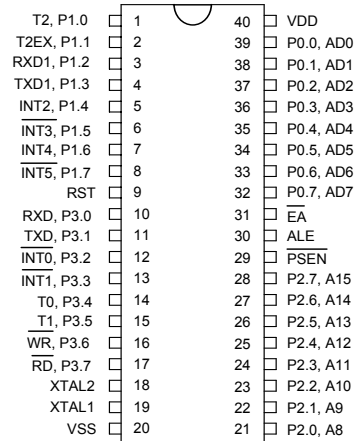 T2, P1.0 1 40 VDD
T2EX, P1.1 2 39 P0.0, AD0
RXD1, P1.2 3 38 P0.1, AD1
TXD1, P1.3 4 37 P0.2, AD2
INT2, P1.4 5 36 P0.3, AD3
INT3, P1.5 6 35 P0.4, AD4
INT4, P1.6 7 34 P0.5, AD5
INT5, P1.7 8 33 P0.6, AD6
RST 9 32 P0.7, AD7
RXD, P3.0 10 31 EA
TXD, P3.1 11 30 ALE
INT0, P3.2 12 29 PSEN
INT1, P3.3 13 28 P2.7, A15
T0, P3.4 14 27 P2.6, A14
T1, P3.5 15 26 P2.5, A13
WR, P3.6 16 25 P2.4, A12
RD, P3.7 17 24 P2.3, A11
XTAL2 18 23 P2.2, A10
XTAL1 19 22 P2.1, A9
VSS 20 21 P2.0, A8